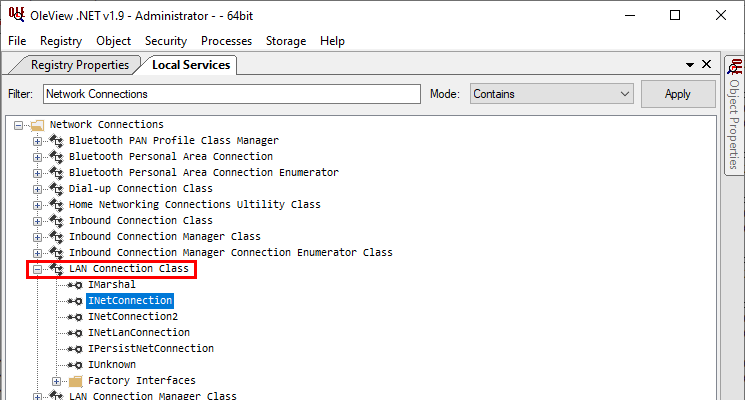 OleView .NET v1.9 - Administrator - - 64bit
File Registry Object Security Processes Storage Help
Registry Properties Local Services
Filter: Network Connections Mode: Contains Apply
Network Connections
Bluetooth PAN Profile Class Manager
Bluetooth Personal Area Connection
Bluetooth Personal Area Connection Enumerator
Dial-up Connection Class
Home Networking Connections Ultility Class
Inbound Connection Class
Inbound Connection Manager Class
Inbound Connection Manager Connection Enumerator Class
LAN Connection Class
IMarshal
INetConnection
INetConnection2
INetLanConnection
IPersistNetConnection
IUnknown
Factory Interfaces
LAN Connection Manager Class
OLE
Object Properties